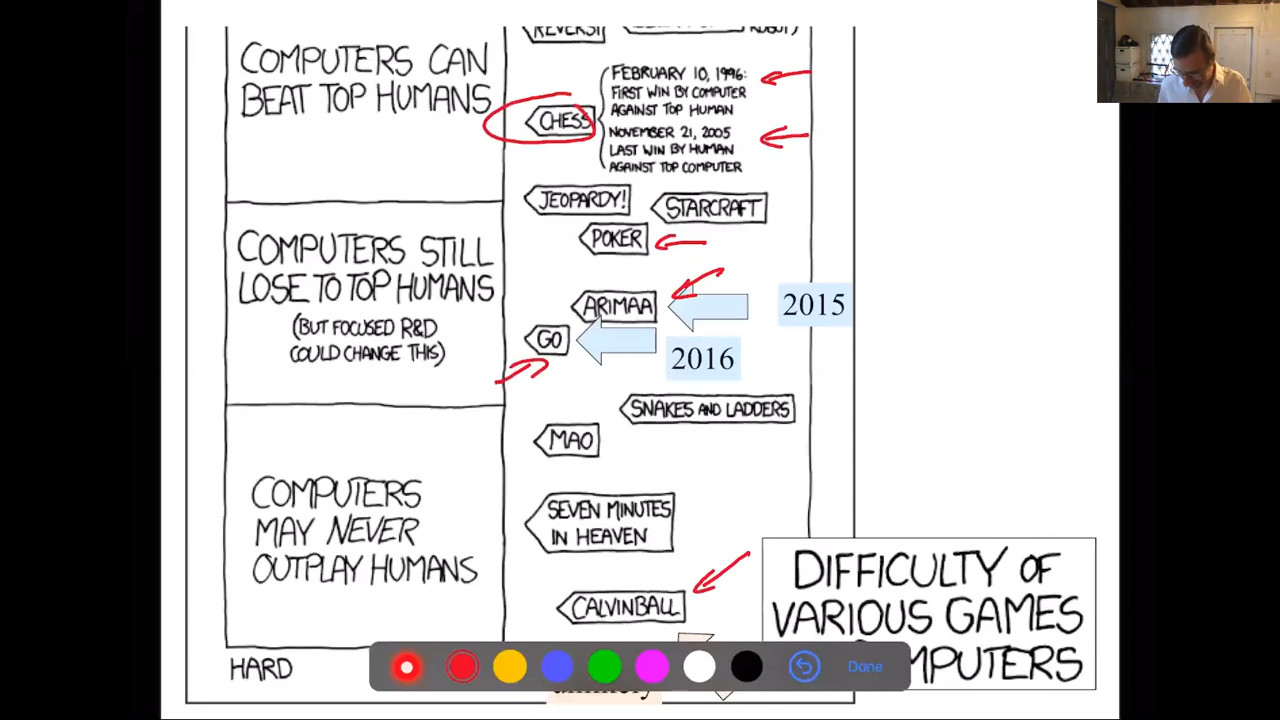 REVERSI
ROBOT)
COMPUTERS CAN
BEAT TOP HUMANS
CHESS
FEBRUARY 10, 1996:
FIRST WIN BY COMPUTER
AGAINST TOP HUMAN
NOVEMBER 21, 2005
LAST WIN BY HUMAN
AGAINST TOP COMPUTER
JEOPARDY!
STARCRAFT
POKER
COMPUTERS STILL
LOSE TO TOP HUMANS
(BUT FOCUSED R&D
COULD CHANGE THIS)
ARIMAA
2015
GO
2016
SNAKES AND LADDERS
MAO
COMPUTERS
MAY NEVER
OUTPLAY HUMANS
SEVEN MINUTES
IN HEAVEN
CALVINBALL
HARD
DIFFICULTY OF
VARIOUS GAMES
Done